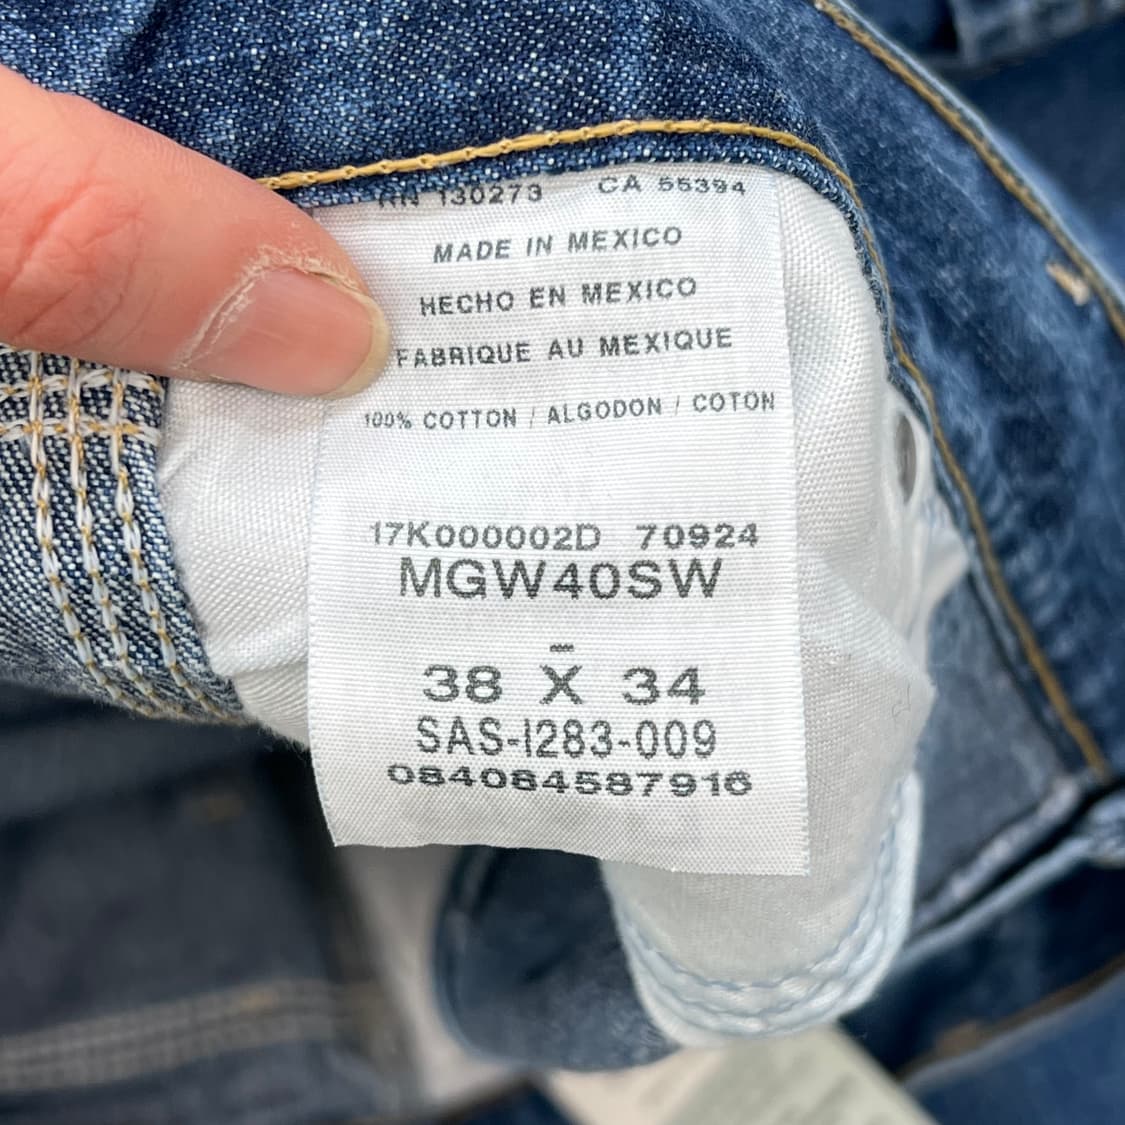 RN 130273 CA 55394
MADE IN MEXICO
HECHO EN MEXICO
FABRIQUE AU MEXIQUE
100% COTTON / ALGODON / COTON
17K000002D 70924
MGW40SW
-
38 X 34
SAS-I283-009
084084587916